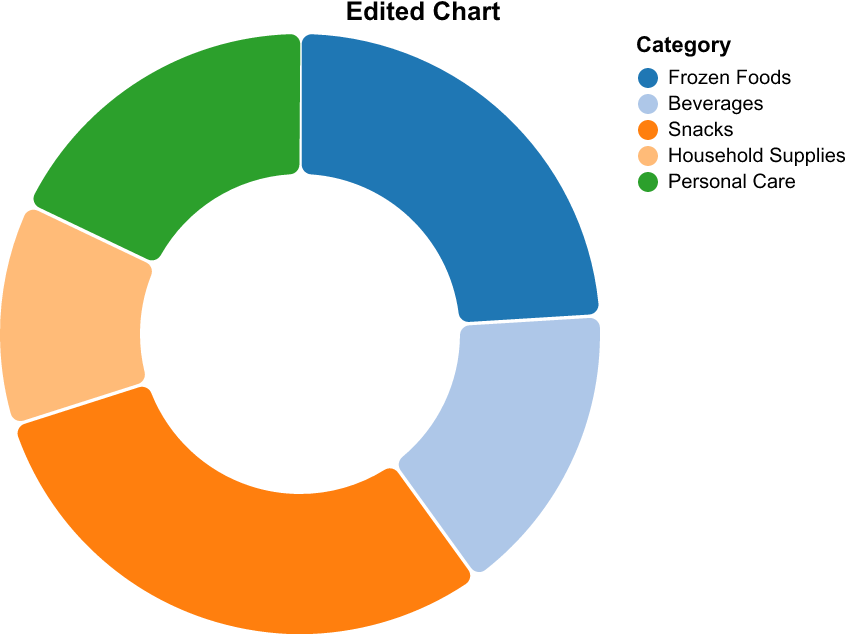 Edited Chart
Category
Frozen Foods
Beverages
Snacks
Household Supplies
Personal Care